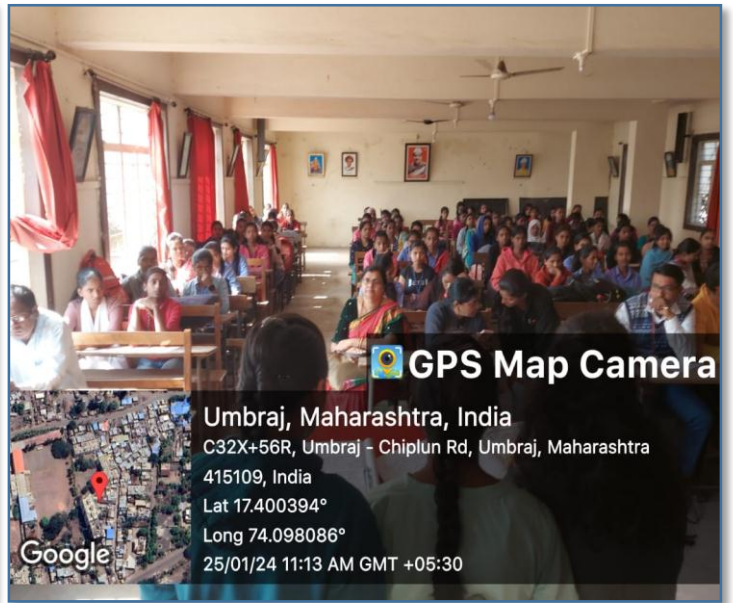 GPS Map Camera
Umbraj, Maharashtra, India
C32X+56R, Umbraj - Chiplun Rd, Umbraj, Maharashtra
415109, India
Lat 17.400394°
Long 74.098086°
25/01/24 11:13 AM GMT +05:30
Google